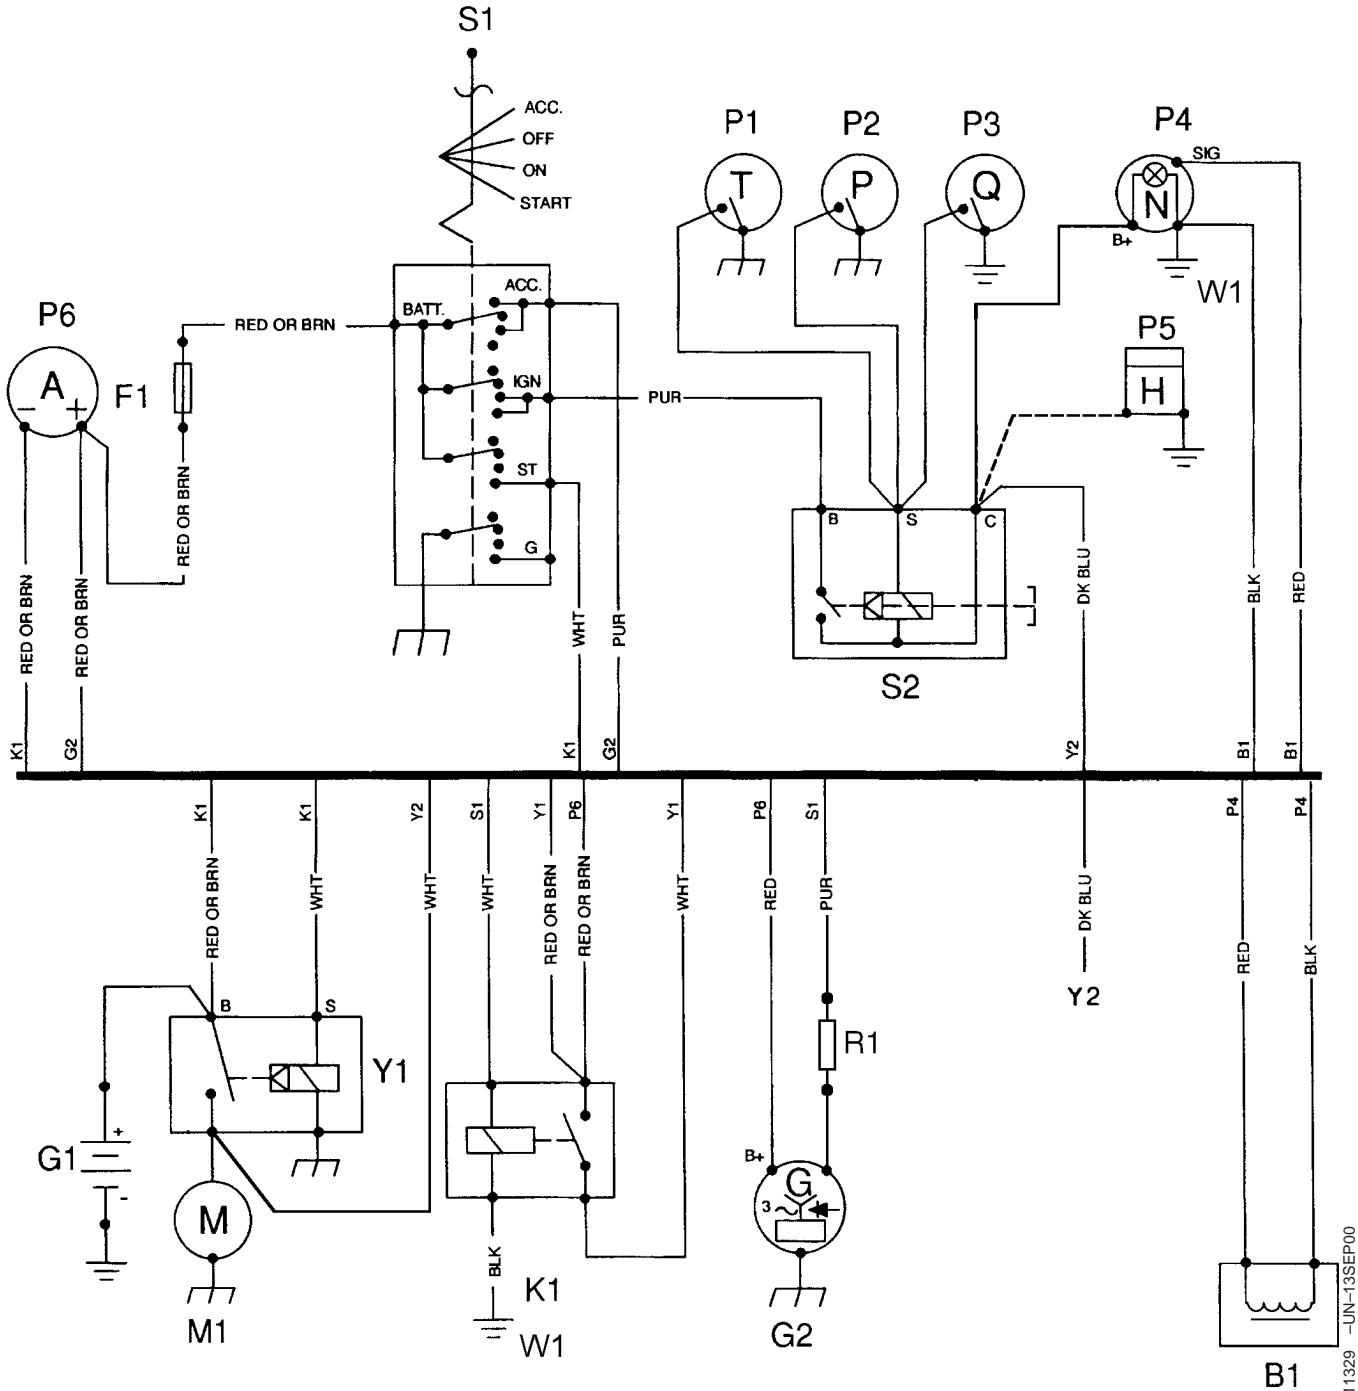 S1
ACC.
OFF
ON
START
P1
P2
P3
P4
T
P
Q
N
SIG
B+
W1
P6
A
- +
F1
RED OR BRN
BATT.
ACC.
IGN
ST
G
PUR
P5
H
B
S
C
S2
RED OR BRN
RED OR BRN
RED OR BRN
WHT
PUR
DK BLU
BLK
RED
K1
G2
K1
G2
Y2
B1
B1
K1
K1
Y2
S1
Y1
P6
Y1
P6
S1
P4
P4
RED OR BRN
WHT
WHT
WHT
RED OR BRN
RED OR BRN
WHT
RED
PUR
DK BLU
RED
BLK
Y2
B
S
Y1
G1
+
-
M
M1
BLK
K1
W1
R1
B+
G
3
G2
B1
11329 –UN–13SEP00